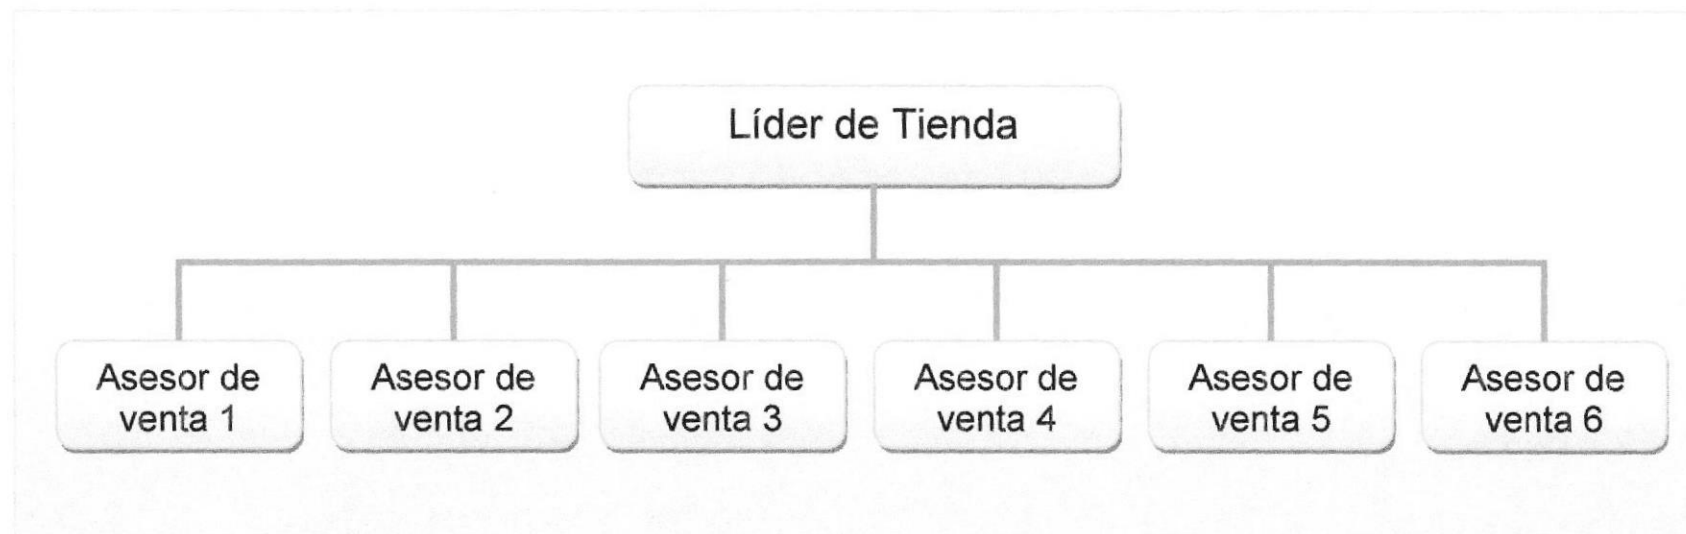 Líder de Tienda
Asesor de
venta 1
Asesor de
venta 2
Asesor de
venta 3
Asesor de
venta 4
Asesor de
venta 5
Asesor de
venta 6